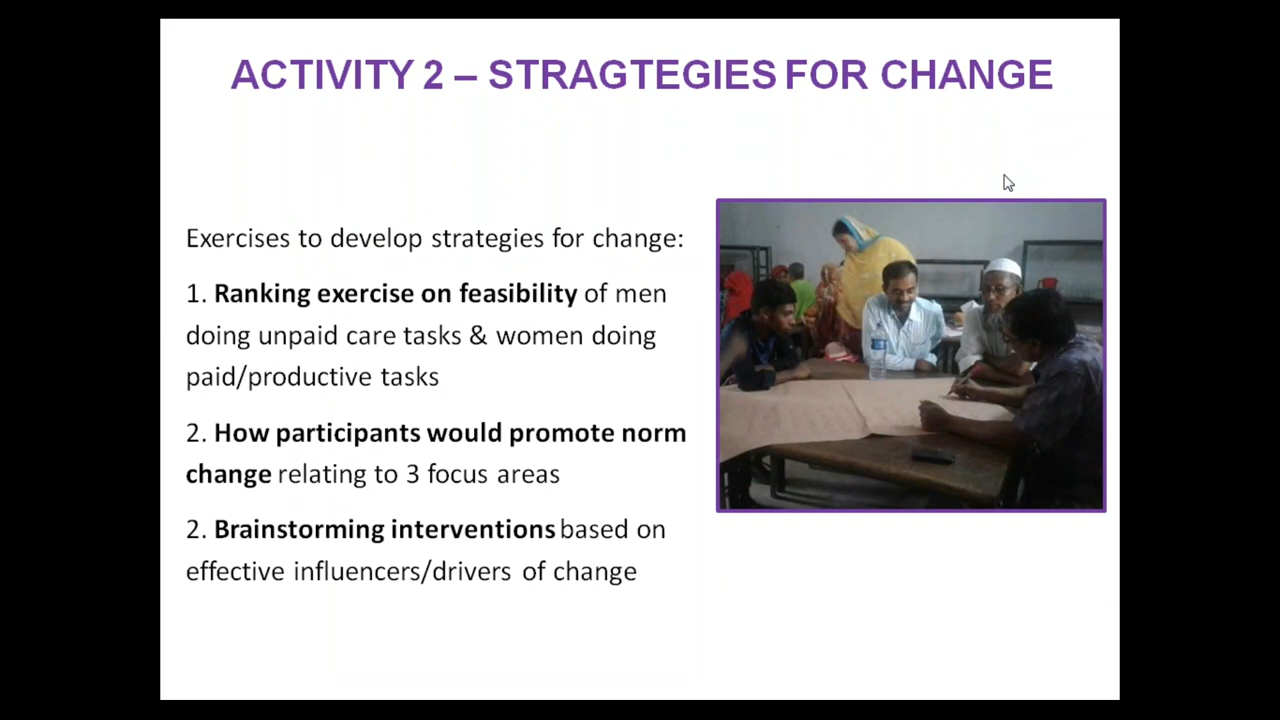 ACTIVITY 2 – STRAGTEGIES FOR CHANGE
Exercises to develop strategies for change:
1. Ranking exercise on feasibility of men
doing unpaid care tasks & women doing
paid/productive tasks
2. How participants would promote norm
change relating to 3 focus areas
2. Brainstorming interventions based on
effective influencers/drivers of change